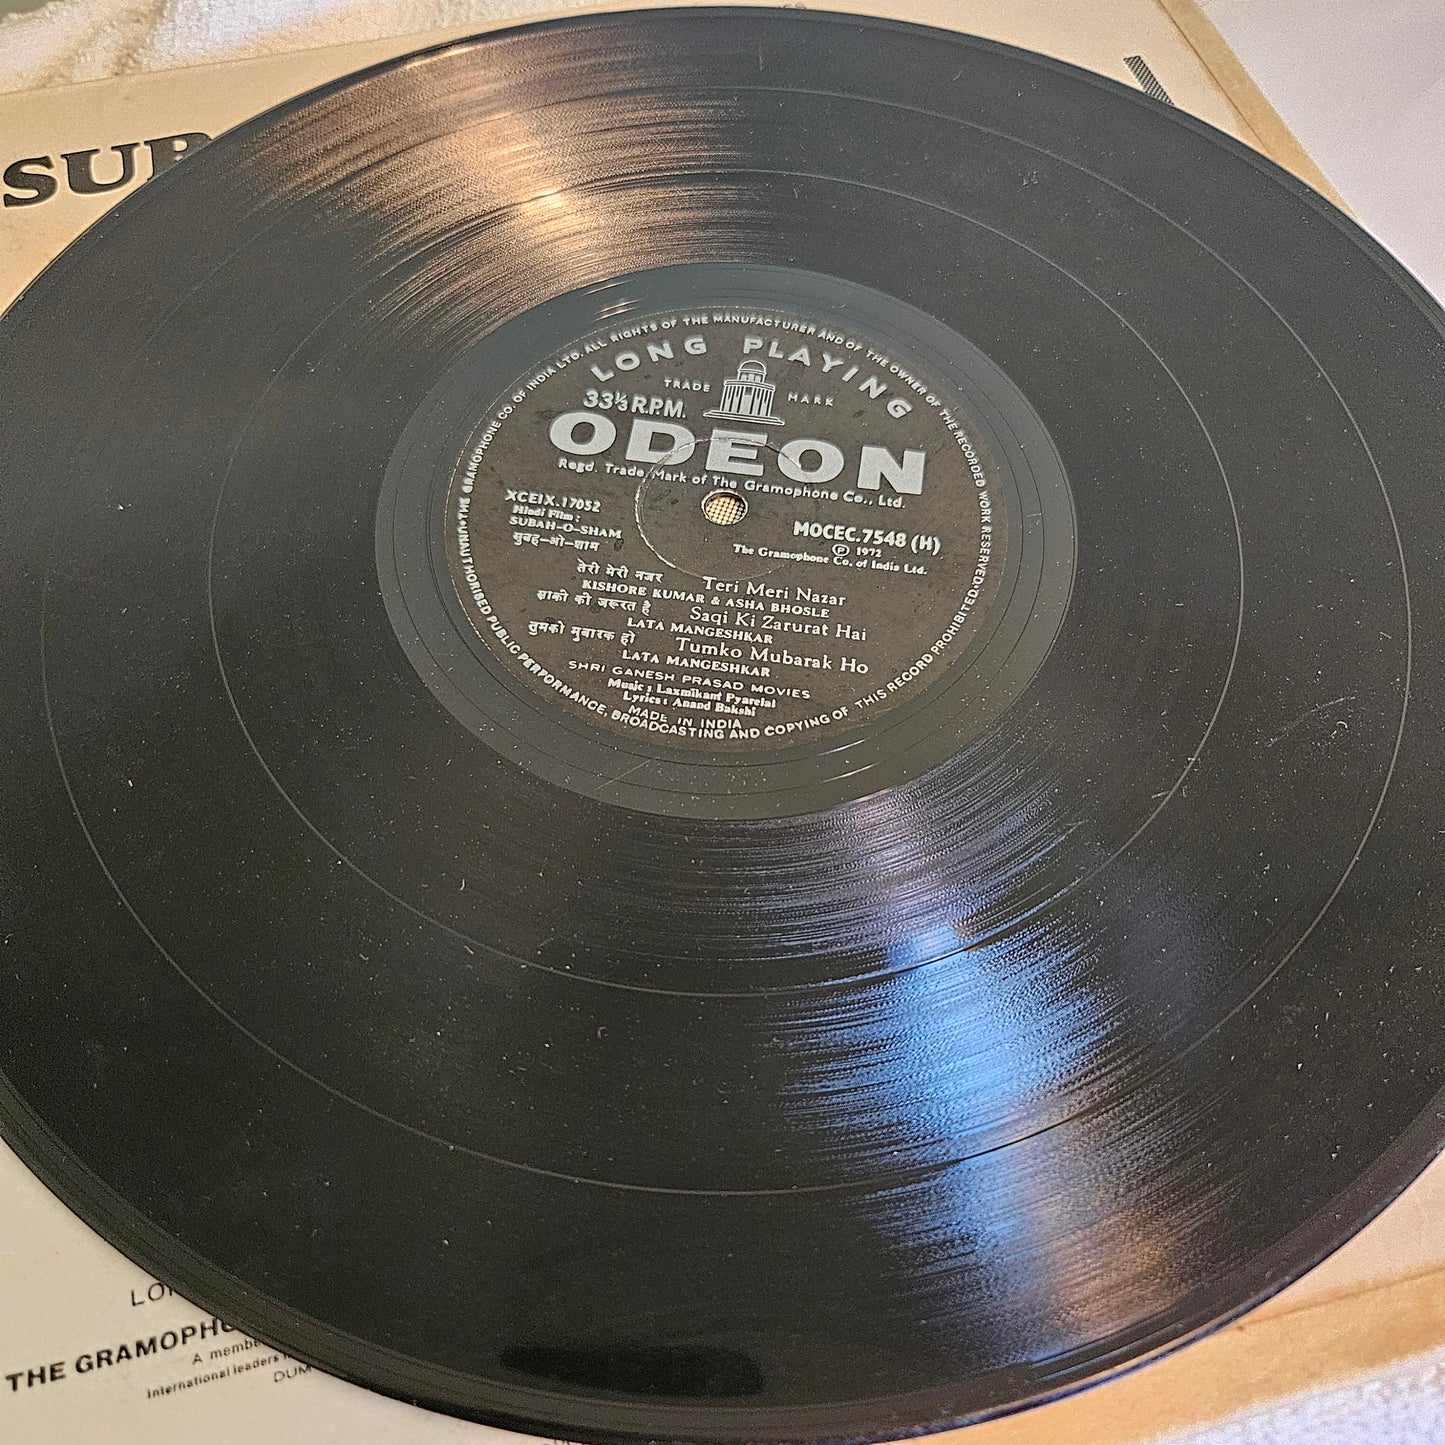 SUB
LONG PLAYING
TRADE MARK
33⅓ R.P.M.
ODEON
Regd. Trade Mark of The Gramophone Co., Ltd.
XCEIX.17052
MOCEC.7548 (H)
Hindi Film :
SUBAH-O-SHAM
सुबह-ओ-शाम
Ⓟ 1972
The Gramophone Co. of India Ltd.
तेरी मेरी नजर Teri Meri Nazar
KISHORE KUMAR & ASHA BHOSLE
की जरूरत है Saqi Ki Zarurat Hai
LATA MANGESHKAR
तुमको मुबारक हो Tumko Mubarak Ho
LATA MANGESHKAR
SHRI GANESH PRASAD MOVIES
Music : Laxmikant Pyarelal
Lyrics : Anand Bakshi
MADE IN INDIA
THE GRAMOPHONE CO. OF INDIA LTD. ALL RIGHTS OF THE MANUFACTURER AND OF THE OWNER OF THE RECORDED WORK RESERVED. UNAUTHORISED PUBLIC PERFORMANCE, BROADCASTING AND COPYING OF THIS RECORD PROHIBITED.
THE GRAMOPHO
A membe
International leaders
DUM